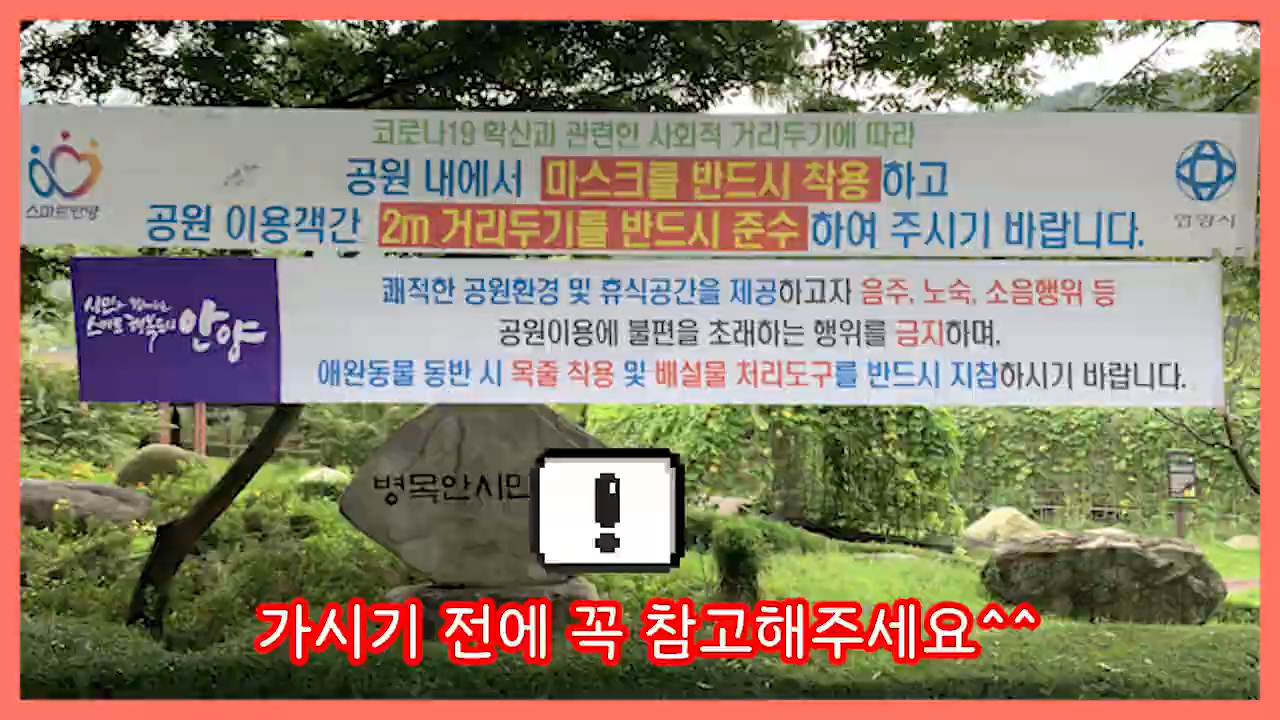 코로나19 확산과 관련인 사회적 거리두기에 따라
공원 내에서 마스크를 반드시 착용하고
공원 이용객간 2m 거리두기를 반드시 준수하여 주시기 바랍니다.
스마트안양
안양시
쾌적한 공원환경 및 휴식공간을 제공하고자 음주, 노숙, 소음행위 등
공원이용에 불편을 초래하는 행위를 금지하며,
애완동물 동반 시 목줄 착용 및 배설물 처리도구를 반드시 지참하시기 바랍니다.
시민과 함께하는
스마트 행복도시 안양
병목안시민
!
가시기 전에 꼭 참고해주세요^^